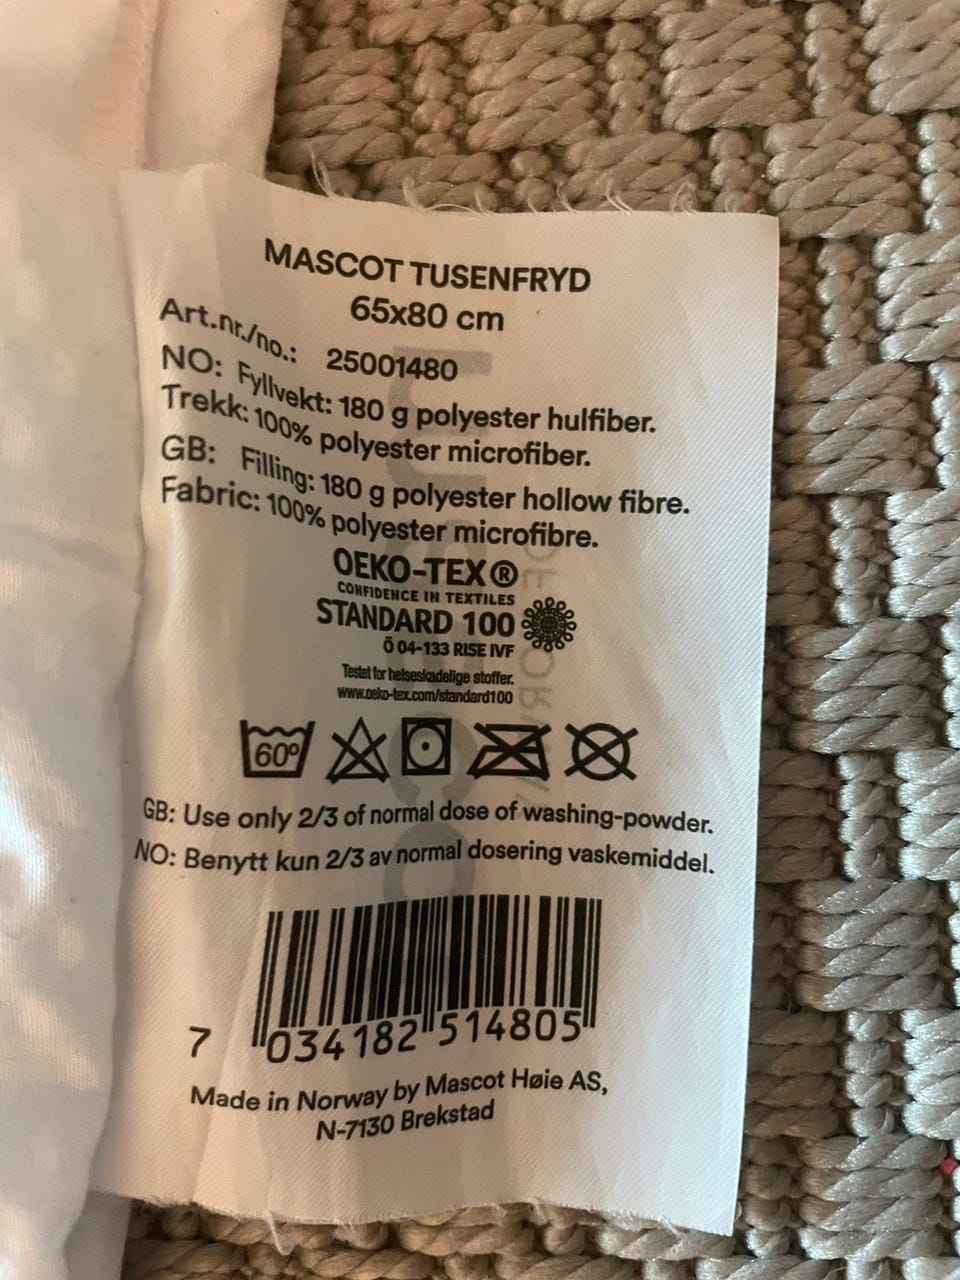 MASCOT TUSENFRYD
65x80 cm
Art.nr./no.: 25001480
NO: Fyllvekt: 180 g polyester hulfiber.
Trekk: 100% polyester microfiber.
GB: Filling: 180 g polyester hollow fibre.
Fabric: 100% polyester microfibre.
OEKO-TEX®
CONFIDENCE IN TEXTILES
STANDARD 100
Ö 04-133 RISE IVF
Testet for helseskadelige stoffer.
www.oeko-tex.com/standard100
60°
GB: Use only 2/3 of normal dose of washing-powder.
NO: Benytt kun 2/3 av normal dosering vaskemiddel.
7 034182 514805
Made in Norway by Mascot Høie AS,
N-7130 Brekstad